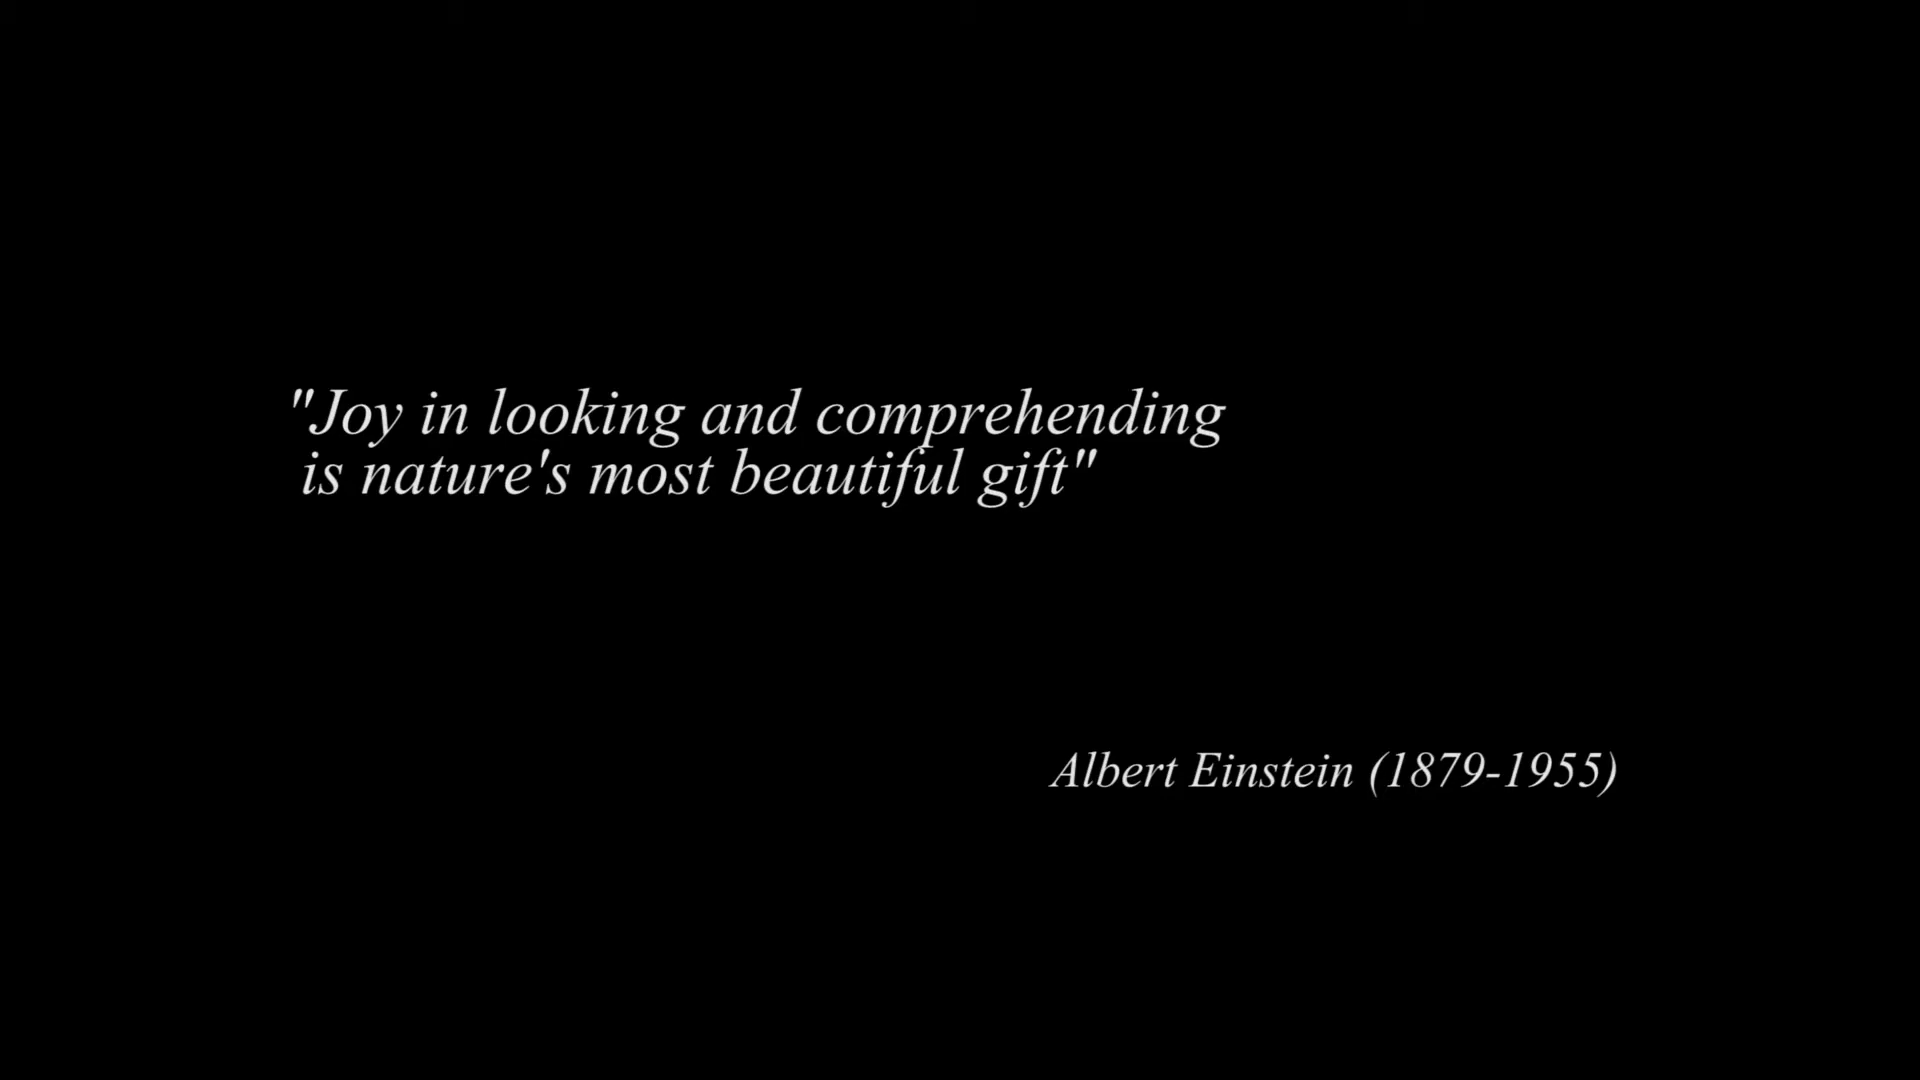 "Joy in looking and comprehending
is nature's most beautiful gift"
Albert Einstein (1879-1955)